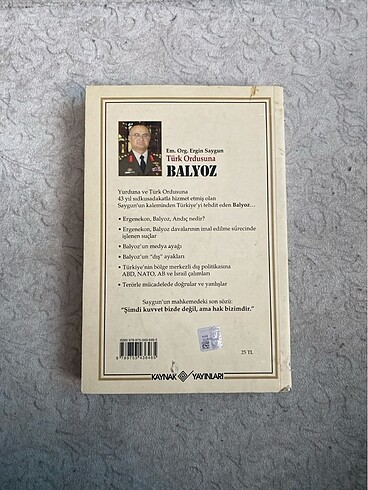 Em. Org. Ergin Saygun
Türk Ordusuna
BALYOZ
Yurduna ve Türk Ordusuna
43 yıl sıdkusadakatla hizmet etmiş olan
Saygun'un kaleminden Türkiye'yi tehdit eden Balyoz...
• Ergenekon, Balyoz, Andıç nedir?
• Ergenekon, Balyoz davalarının imal edilme sürecinde
işlenen suçlar
• Balyoz'un medya ayağı
• Balyoz'un "dış" ayakları
• Türkiye'nin bölge merkezli dış politikasına
ABD, NATO, AB ve İsrail çalımları
• Terörle mücadelede doğrular ve yanlışlar
Saygun'un mahkemedeki son sözü:
"Şimdi kuvvet bizde değil, ama hak bizimdir."
25 TL
KAYNAK YAYINLARI